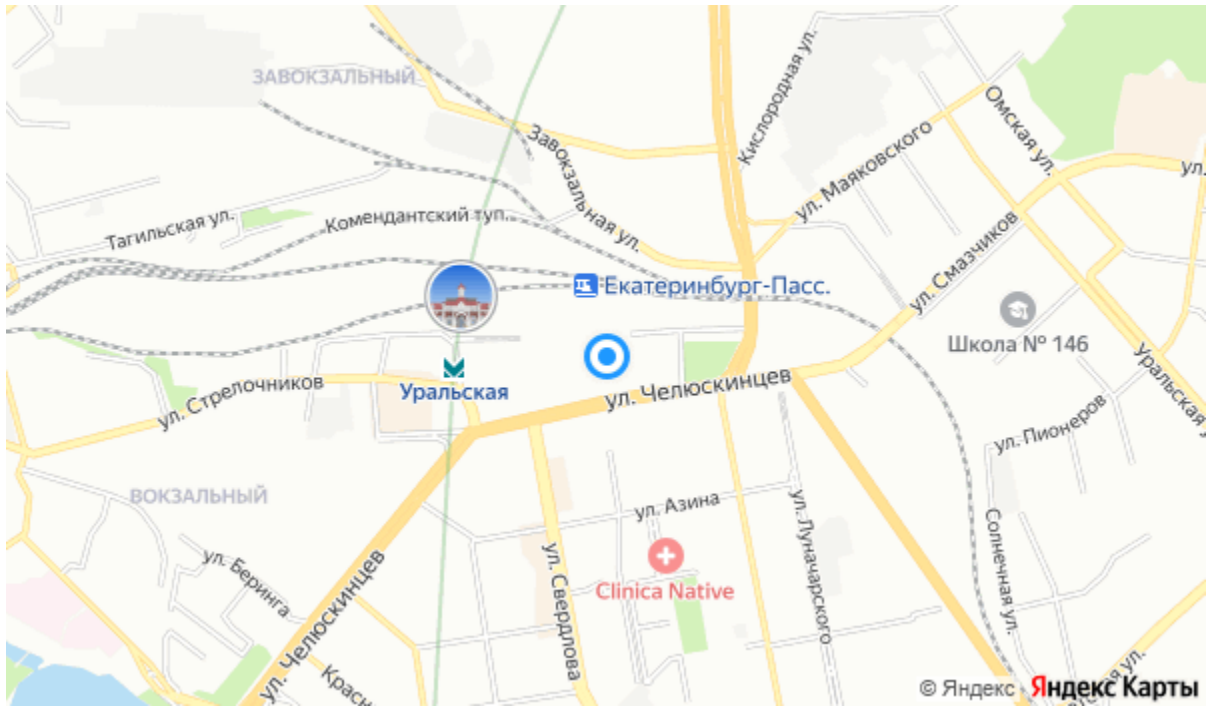 ЗАВОКЗАЛЬНЫЙ
Кислородная ул.
Омская ул.
Завокзальная ул.
ул. Маяковского
ул.
Тагильская ул.
Комендантский туп..
ул. Смазчиков
Екатеринбург-Пасс.
Школа № 146
Уральская у
Уральская
ул. Стрелочников
ул. Челюскинцев
ул. Пионеров
ВОКЗАЛЬНЫЙ
ул. Азина
ул. Луначарского
Солнечная ул.
ул. Беринга
ул. Челюскинцев
ул. Свердлова
Clinica Native
Красн
ул.
© Яндекс Яндекс Карты